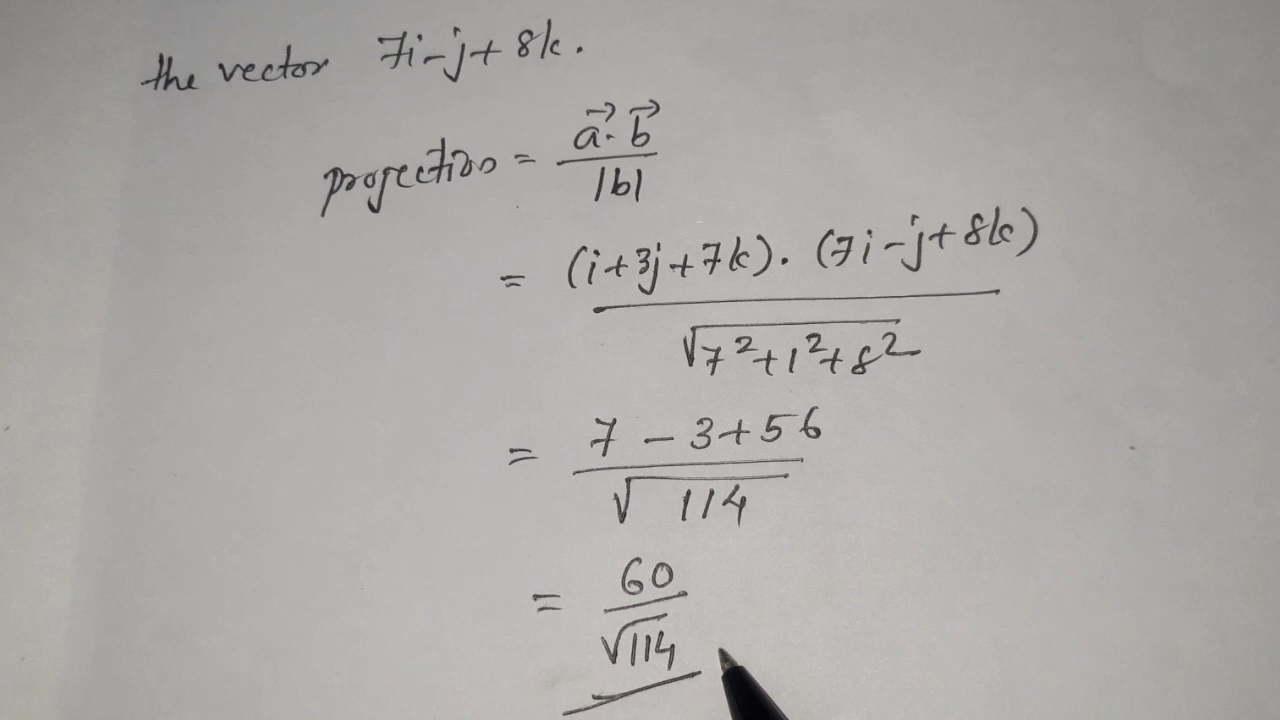 the vector 7i-j+8k.
projection = a⃗.b⃗ / |b|
= (i+3j+7k). (7i-j+8k) / √7²+1²+8²
= 7-3+56 / √114
= 60 / √114